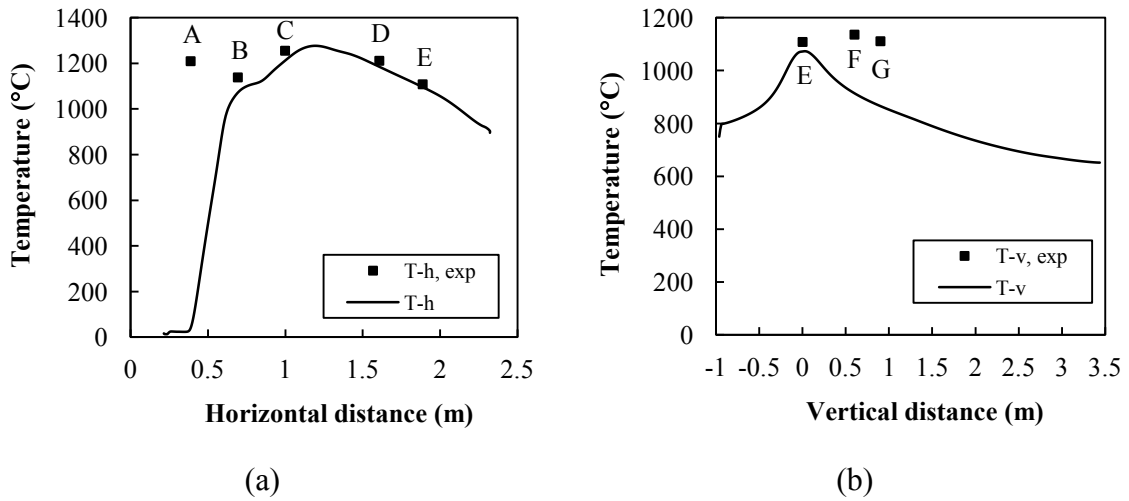 1400
1200
1000
800
600
400
200
0
Temperature (°C)
A
B
C
D
E
T-h, exp
T-h
0 0.5 1 1.5 2 2.5
Horizontal distance (m)
(a)
1200
1000
800
600
400
200
0
Temperature (°C)
E
F
G
T-v, exp
T-v
-1 -0.5 0 0.5 1 1.5 2 2.5 3 3.5
Vertical distance (m)
(b)